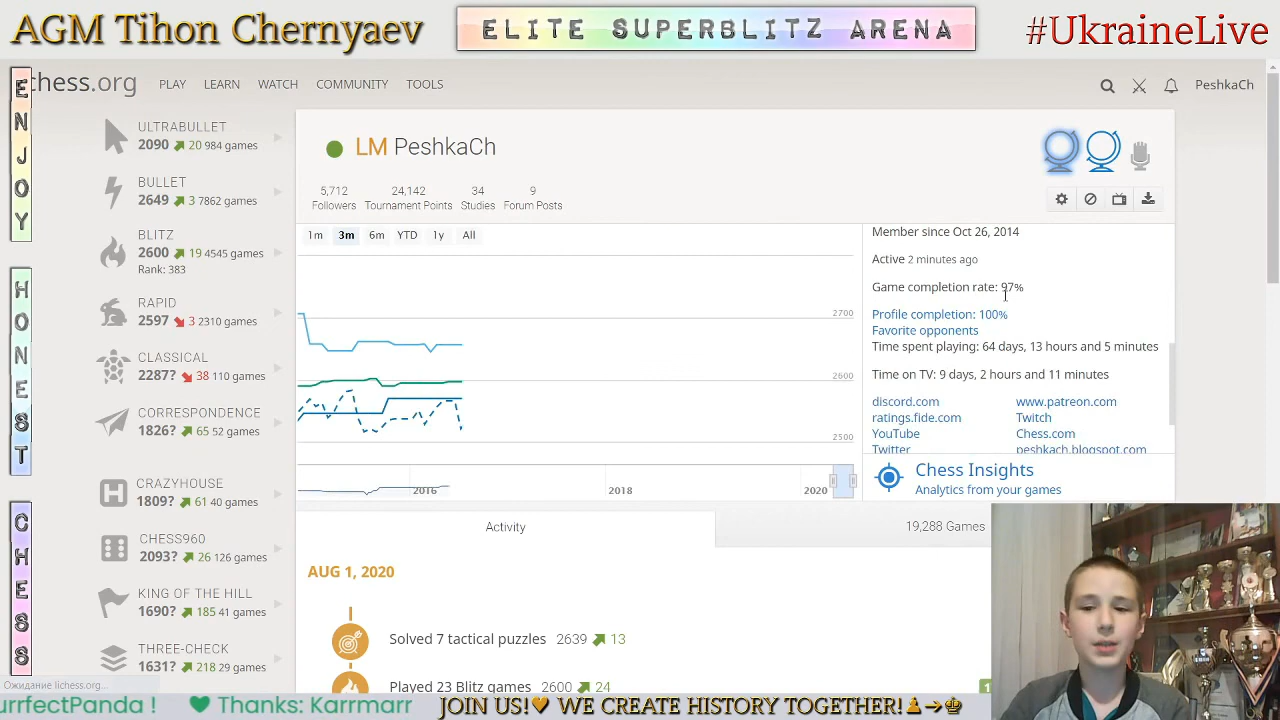 AGM Tihon Chernyaev
ELITE SUPERBLITZ ARENA
#UkraineLive
ENJOY
HONEST
CHESS
chess.org
PLAY
LEARN
WATCH
COMMUNITY
TOOLS
PeshkaCh
ULTRABULLET
2090 20 984 games
BULLET
2649 3 7862 games
BLITZ
2600 19 4545 games
Rank: 383
RAPID
2597 3 2310 games
CLASSICAL
2287? 38 110 games
CORRESPONDENCE
1826? 65 52 games
CRAZYHOUSE
1809? 61 40 games
CHESS960
2093? 26 126 games
KING OF THE HILL
1690? 185 41 games
THREE-CHECK
1631? 218 29 games
Ожидание lichess.org...
LM PeshkaCh
5,712
Followers
24,142
Tournament Points
34
Studies
9
Forum Posts
1m 3m 6m YTD 1y All
2700
2600
2500
2016 2018 2020
Member since Oct 26, 2014
Active 2 minutes ago
Game completion rate: 97%
Profile completion: 100%
Favorite opponents
Time spent playing: 64 days, 13 hours and 5 minutes
Time on TV: 9 days, 2 hours and 11 minutes
discord.com www.patreon.com
ratings.fide.com Twitch
YouTube Chess.com
Twitter peshkach.blogspot.com
Chess Insights
Analytics from your games
Activity
19,288 Games
AUG 1, 2020
Solved 7 tactical puzzles 2639 13
Played 23 Blitz games 2600 24
1
urrfectPanda !
Thanks: Karrmarr
JOIN US! WE CREATE HISTORY TOGETHER!